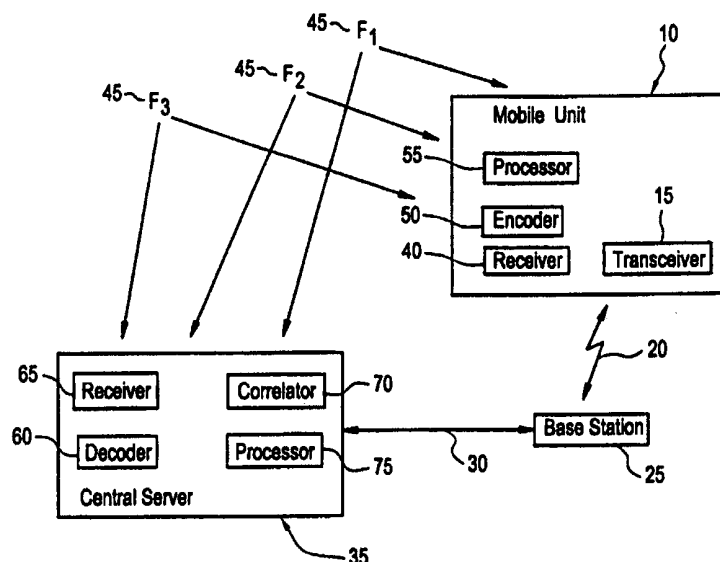 45~F1
10
45~F2
45~F3
Mobile Unit
55
Processor
50
Encoder
15
40
Receiver
Transceiver
20
65
Receiver
Correlator
70
60
Decoder
Processor
75
30
Base Station
25
Central Server
35